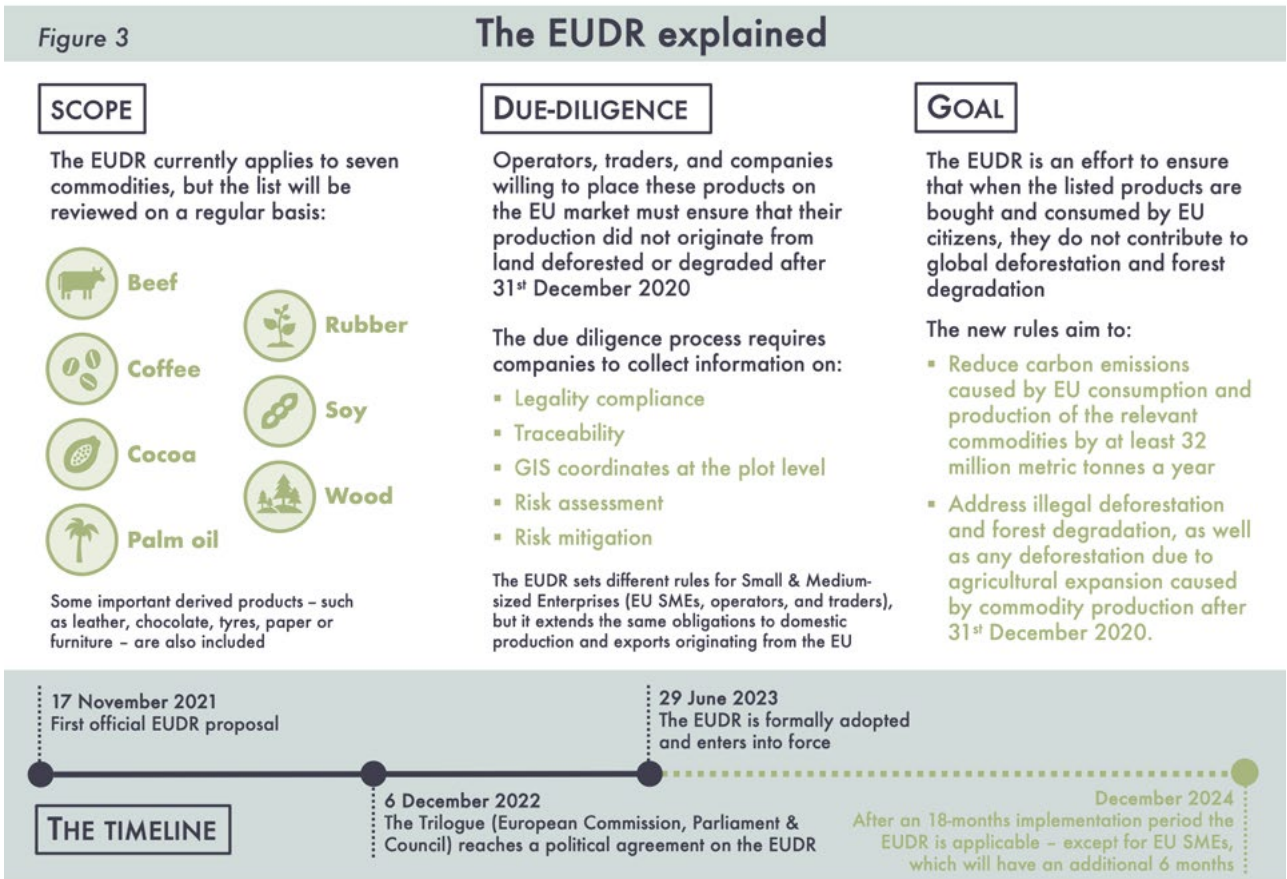 Figure 3
The EUDR explained
SCOPE
The EUDR currently applies to seven
commodities, but the list will be
reviewed on a regular basis:
Beef
Coffee
Cocoa
Palm oil
Rubber
Soy
Wood
Some important derived products – such
as leather, chocolate, tyres, paper or
furniture – are also included
DUE-DILIGENCE
Operators, traders, and companies
willing to place these products on
the EU market must ensure that their
production did not originate from
land deforested or degraded after
31st December 2020
The due diligence process requires
companies to collect information on:
▪ Legality compliance
▪ Traceability
▪ GIS coordinates at the plot level
▪ Risk assessment
▪ Risk mitigation
The EUDR sets different rules for Small & Medium-
sized Enterprises (EU SMEs, operators, and traders),
but it extends the same obligations to domestic
production and exports originating from the EU
GOAL
The EUDR is an effort to ensure
that when the listed products are
bought and consumed by EU
citizens, they do not contribute to
global deforestation and forest
degradation
The new rules aim to:
▪ Reduce carbon emissions
caused by EU consumption and
production of the relevant
commodities by at least 32
million metric tonnes a year
▪ Address illegal deforestation
and forest degradation, as well
as any deforestation due to
agricultural expansion caused
by commodity production after
31st December 2020.
THE TIMELINE
17 November 2021
First official EUDR proposal
6 December 2022
The Trilogue (European Commission, Parliament &
Council) reaches a political agreement on the EUDR
29 June 2023
The EUDR is formally adopted
and enters into force
December 2024
After an 18-months implementation period the
EUDR is applicable – except for EU SMEs,
which will have an additional 6 months